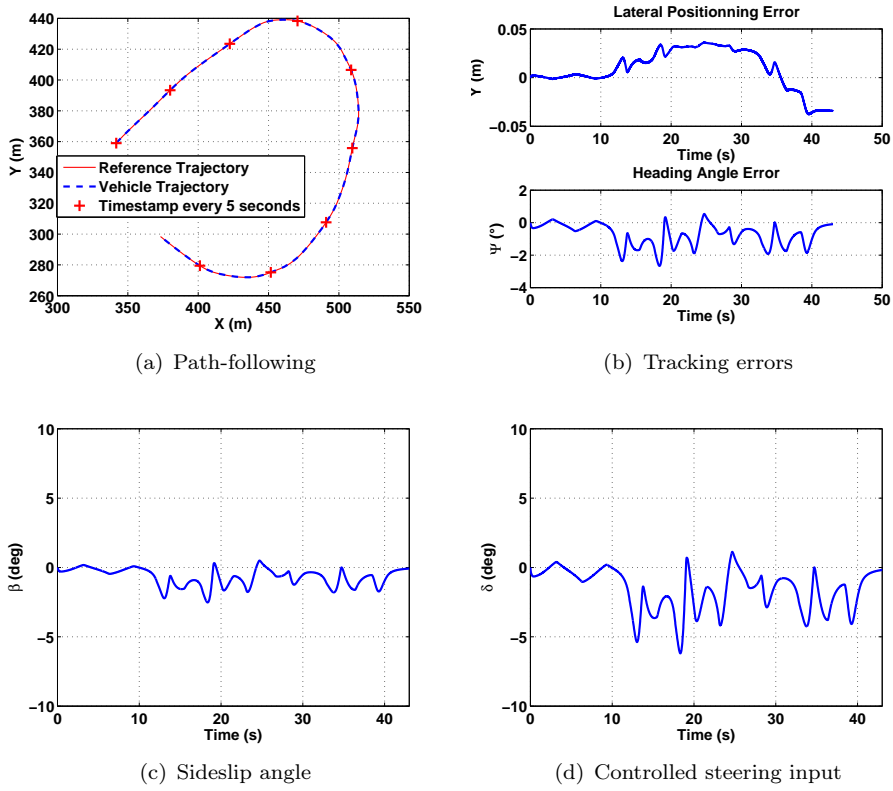 440
420
400
380
360
340
320
300
280
260
Y (m)
Reference Trajectory
Vehicle Trajectory
Timestamp every 5 seconds
300 350 400 450 500 550
X (m)
(a) Path-following
Lateral Positionning Error
0.05
0
−0.05
Y (m)
0 10 20 30 40 50
Time (s)
Heading Angle Error
2
0
−2
−4
Ψ (°)
0 10 20 30 40 50
Time (s)
(b) Tracking errors
10
5
0
−5
−10
β (deg)
0 10 20 30 40
Time (s)
(c) Sideslip angle
10
5
0
−5
−10
δ (deg)
0 10 20 30 40
Time (s)
(d) Controlled steering input